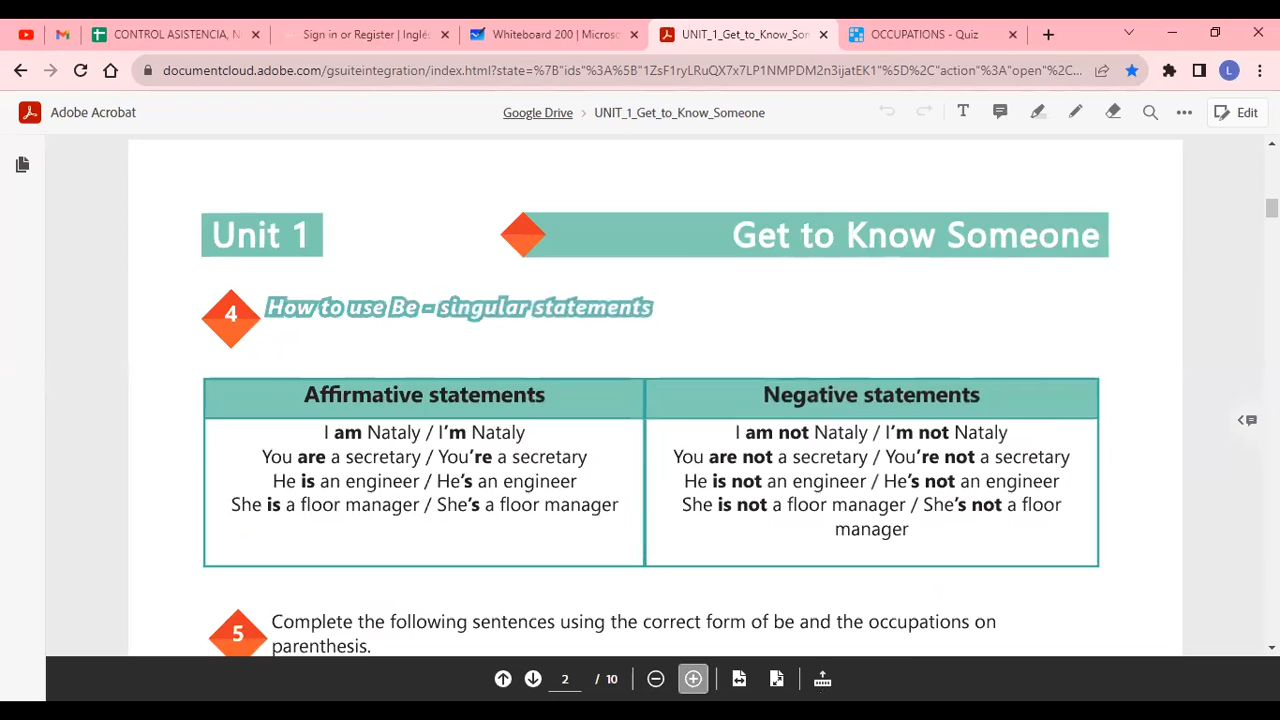 CONTROL ASISTENCIA, N
Sign in or Register | Inglés
Whiteboard 200 | Microso
UNIT_1_Get_to_Know_Som
OCCUPATIONS - Quiz
documentcloud.adobe.com/gsuiteintegration/index.html?state=%7B"ids"%3A%5B"1ZsF1ryLRuQX7x7LP1NMPDM2n3ijatEK1"%5D%2C"action"%3A"open"%2C...
L
Adobe Acrobat
Google Drive > UNIT_1_Get_to_Know_Someone
T
Edit
Unit 1
Get to Know Someone
4
How to use Be - singular statements
Affirmative statements
I am Nataly / I'm Nataly
You are a secretary / You're a secretary
He is an engineer / He's an engineer
She is a floor manager / She's a floor manager
Negative statements
I am not Nataly / I'm not Nataly
You are not a secretary / You're not a secretary
He is not an engineer / He's not an engineer
She is not a floor manager / She's not a floor
manager
5
Complete the following sentences using the correct form of be and the occupations on
parenthesis.
2 / 10